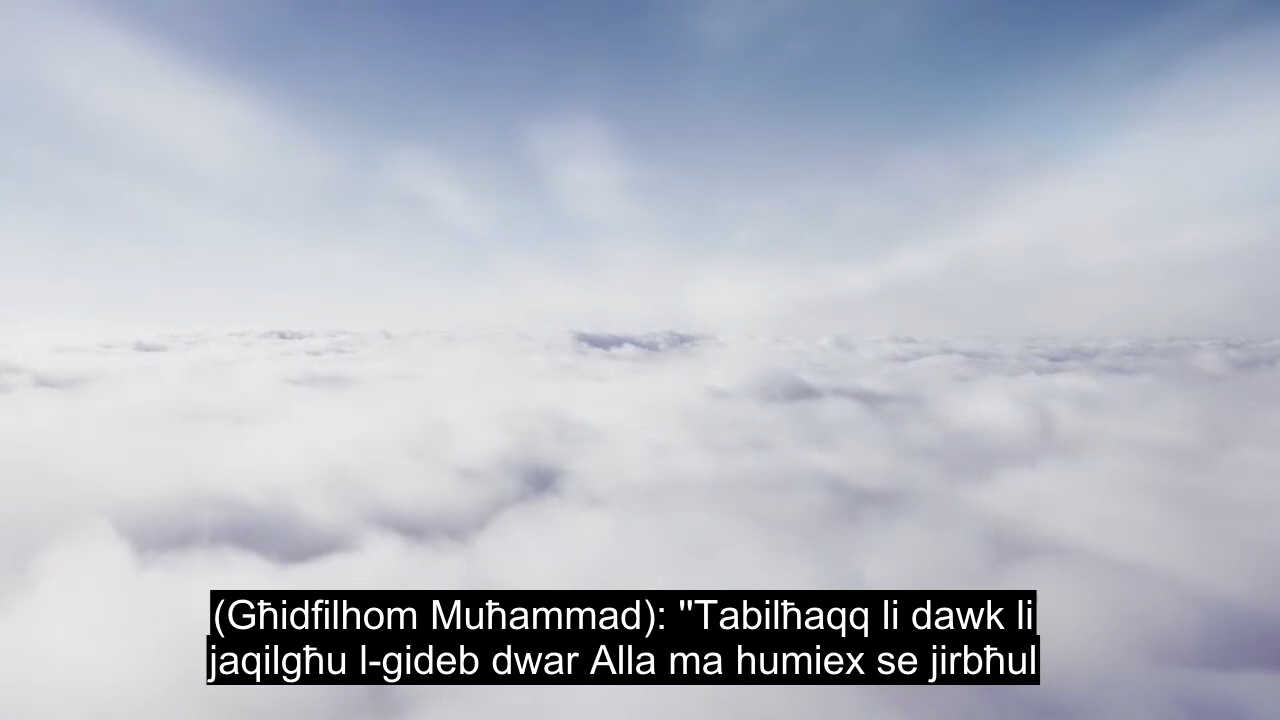 (Għidfilhom Muħammad): "Tabilħaqq li dawk li
jaqilgħu l-gideb dwar Alla ma humiex se jirbħul